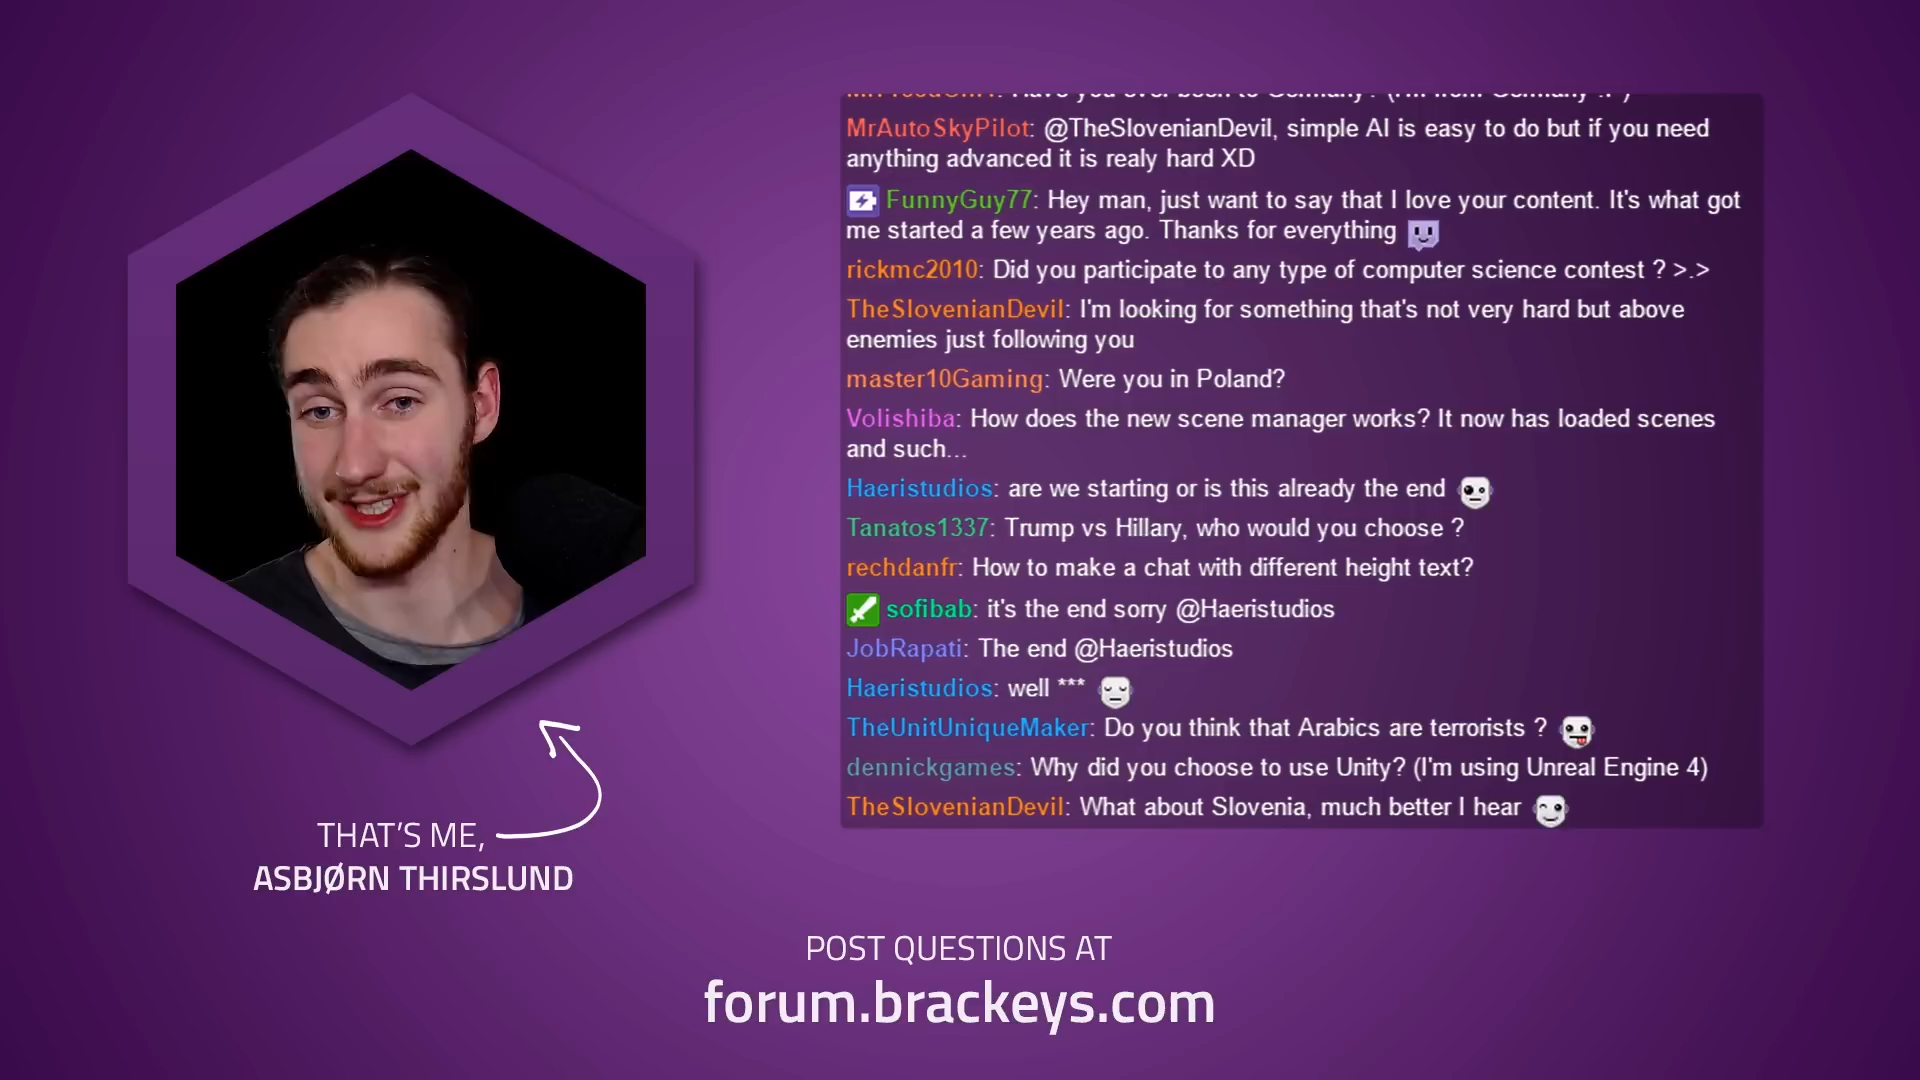 MrAutoSkyPilot: @TheSlovenianDevil, simple AI is easy to do but if you need
anything advanced it is realy hard XD
FunnyGuy77: Hey man, just want to say that I love your content. It's what got
me started a few years ago. Thanks for everything
rickmc2010: Did you participate to any type of computer science contest ? >.>
TheSlovenianDevil: I'm looking for something that's not very hard but above
enemies just following you
master10Gaming: Were you in Poland?
Volishiba: How does the new scene manager works? It now has loaded scenes
and such...
Haeristudios: are we starting or is this already the end
Tanatos1337: Trump vs Hillary, who would you choose ?
rechdanfr: How to make a chat with different height text?
sofibab: it's the end sorry @Haeristudios
JobRapati: The end @Haeristudios
Haeristudios: well ***
TheUnitUniqueMaker: Do you think that Arabics are terrorists ?
dennickgames: Why did you choose to use Unity? (I'm using Unreal Engine 4)
TheSlovenianDevil: What about Slovenia, much better I hear
THAT'S ME,
ASBJØRN THIRSLUND
POST QUESTIONS AT
forum.brackeys.com